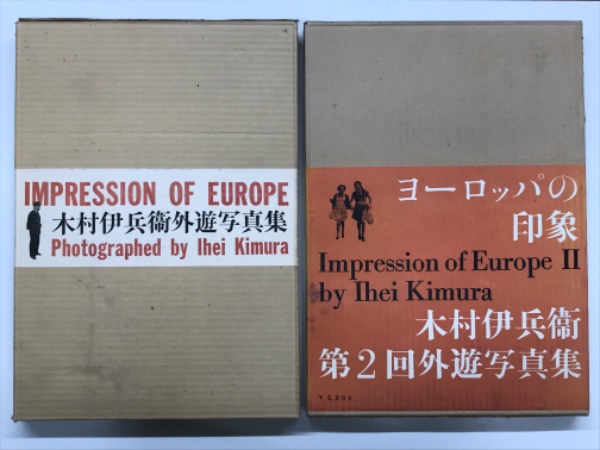 IMPRESSION OF EUROPE
木村伊兵衞外遊写真集
Photographed by Ihei Kimura
ヨーロッパの
印象
Impression of Europe II
by Ihei Kimura
木村伊兵衞
第2回外遊写真集